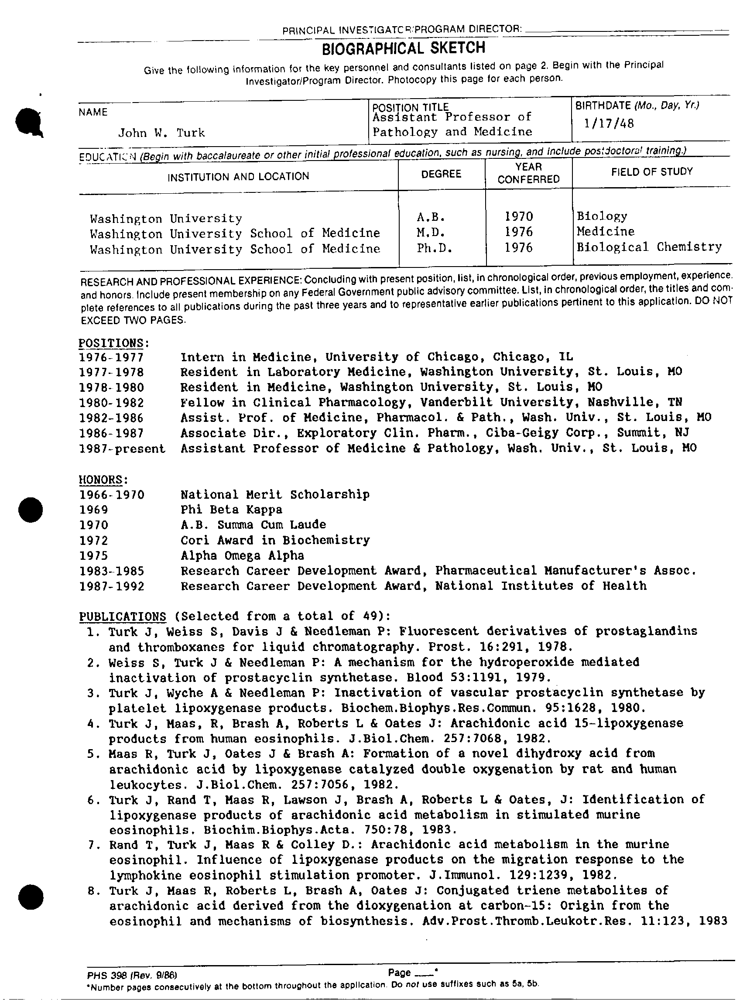 PRINCIPAL INVESTIGATOR/PROGRAM DIRECTOR:
BIOGRAPHICAL SKETCH
Give the following information for the key personnel and consultants listed on page 2. Begin with the Principal
Investigator/Program Director. Photocopy this page for each person.
NAME
John W. Turk
POSITION TITLE
Assistant Professor of
Pathology and Medicine
BIRTHDATE (Mo., Day, Yr.)
1/17/48
EDUCATION (Begin with baccalaureate or other initial professional education, such as nursing, and include postdoctoral training.)
INSTITUTION AND LOCATION DEGREE YEAR CONFERRED FIELD OF STUDY
Washington University A.B. 1970 Biology
Washington University School of Medicine M.D. 1976 Medicine
Washington University School of Medicine Ph.D. 1976 Biological Chemistry
RESEARCH AND PROFESSIONAL EXPERIENCE: Concluding with present position, list, in chronological order, previous employment, experience,
and honors. Include present membership on any Federal Government public advisory committee. List, in chronological order, the titles and com-
plete references to all publications during the past three years and to representative earlier publications pertinent to this application. DO NOT
EXCEED TWO PAGES.
POSITIONS:
1976-1977 Intern in Medicine, University of Chicago, Chicago, IL
1977-1978 Resident in Laboratory Medicine, Washington University, St. Louis, MO
1978-1980 Resident in Medicine, Washington University, St. Louis, MO
1980-1982 Fellow in Clinical Pharmacology, Vanderbilt University, Nashville, TN
1982-1986 Assist. Prof. of Medicine, Pharmacol. & Path., Wash. Univ., St. Louis, MO
1986-1987 Associate Dir., Exploratory Clin. Pharm., Ciba-Geigy Corp., Summit, NJ
1987-present Assistant Professor of Medicine & Pathology, Wash. Univ., St. Louis, MO
HONORS:
1966-1970 National Merit Scholarship
1969 Phi Beta Kappa
1970 A.B. Summa Cum Laude
1972 Cori Award in Biochemistry
1975 Alpha Omega Alpha
1983-1985 Research Career Development Award, Pharmaceutical Manufacturer's Assoc.
1987-1992 Research Career Development Award, National Institutes of Health
PUBLICATIONS (Selected from a total of 49):
1. Turk J, Weiss S, Davis J & Needleman P: Fluorescent derivatives of prostaglandins
and thromboxanes for liquid chromatography. Prost. 16:291, 1978.
2. Weiss S, Turk J & Needleman P: A mechanism for the hydroperoxide mediated
inactivation of prostacyclin synthetase. Blood 53:1191, 1979.
3. Turk J, Wyche A & Needleman P: Inactivation of vascular prostacyclin synthetase by
platelet lipoxygenase products. Biochem.Biophys.Res.Commun. 95:1628, 1980.
4. Turk J, Maas, R, Brash A, Roberts L & Oates J: Arachidonic acid 15-lipoxygenase
products from human eosinophils. J.Biol.Chem. 257:7068, 1982.
5. Maas R, Turk J, Oates J & Brash A: Formation of a novel dihydroxy acid from
arachidonic acid by lipoxygenase catalyzed double oxygenation by rat and human
leukocytes. J.Biol.Chem. 257:7056, 1982.
6. Turk J, Rand T, Maas R, Lawson J, Brash A, Roberts L & Oates, J: Identification of
lipoxygenase products of arachidonic acid metabolism in stimulated murine
eosinophils. Biochim.Biophys.Acta. 750:78, 1983.
7. Rand T, Turk J, Maas R & Colley D.: Arachidonic acid metabolism in the murine
eosinophil. Influence of lipoxygenase products on the migration response to the
lymphokine eosinophil stimulation promoter. J.Immunol. 129:1239, 1982.
8. Turk J, Maas R, Roberts L, Brash A, Oates J: Conjugated triene metabolites of
arachidonic acid derived from the dioxygenation at carbon-15: Origin from the
eosinophil and mechanisms of biosynthesis. Adv.Prost.Thromb.Leukotr.Res. 11:123, 1983
PHS 398 (Rev. 9/86) Page ___*
*Number pages consecutively at the bottom throughout the application. Do not use suffixes such as 5a, 5b.